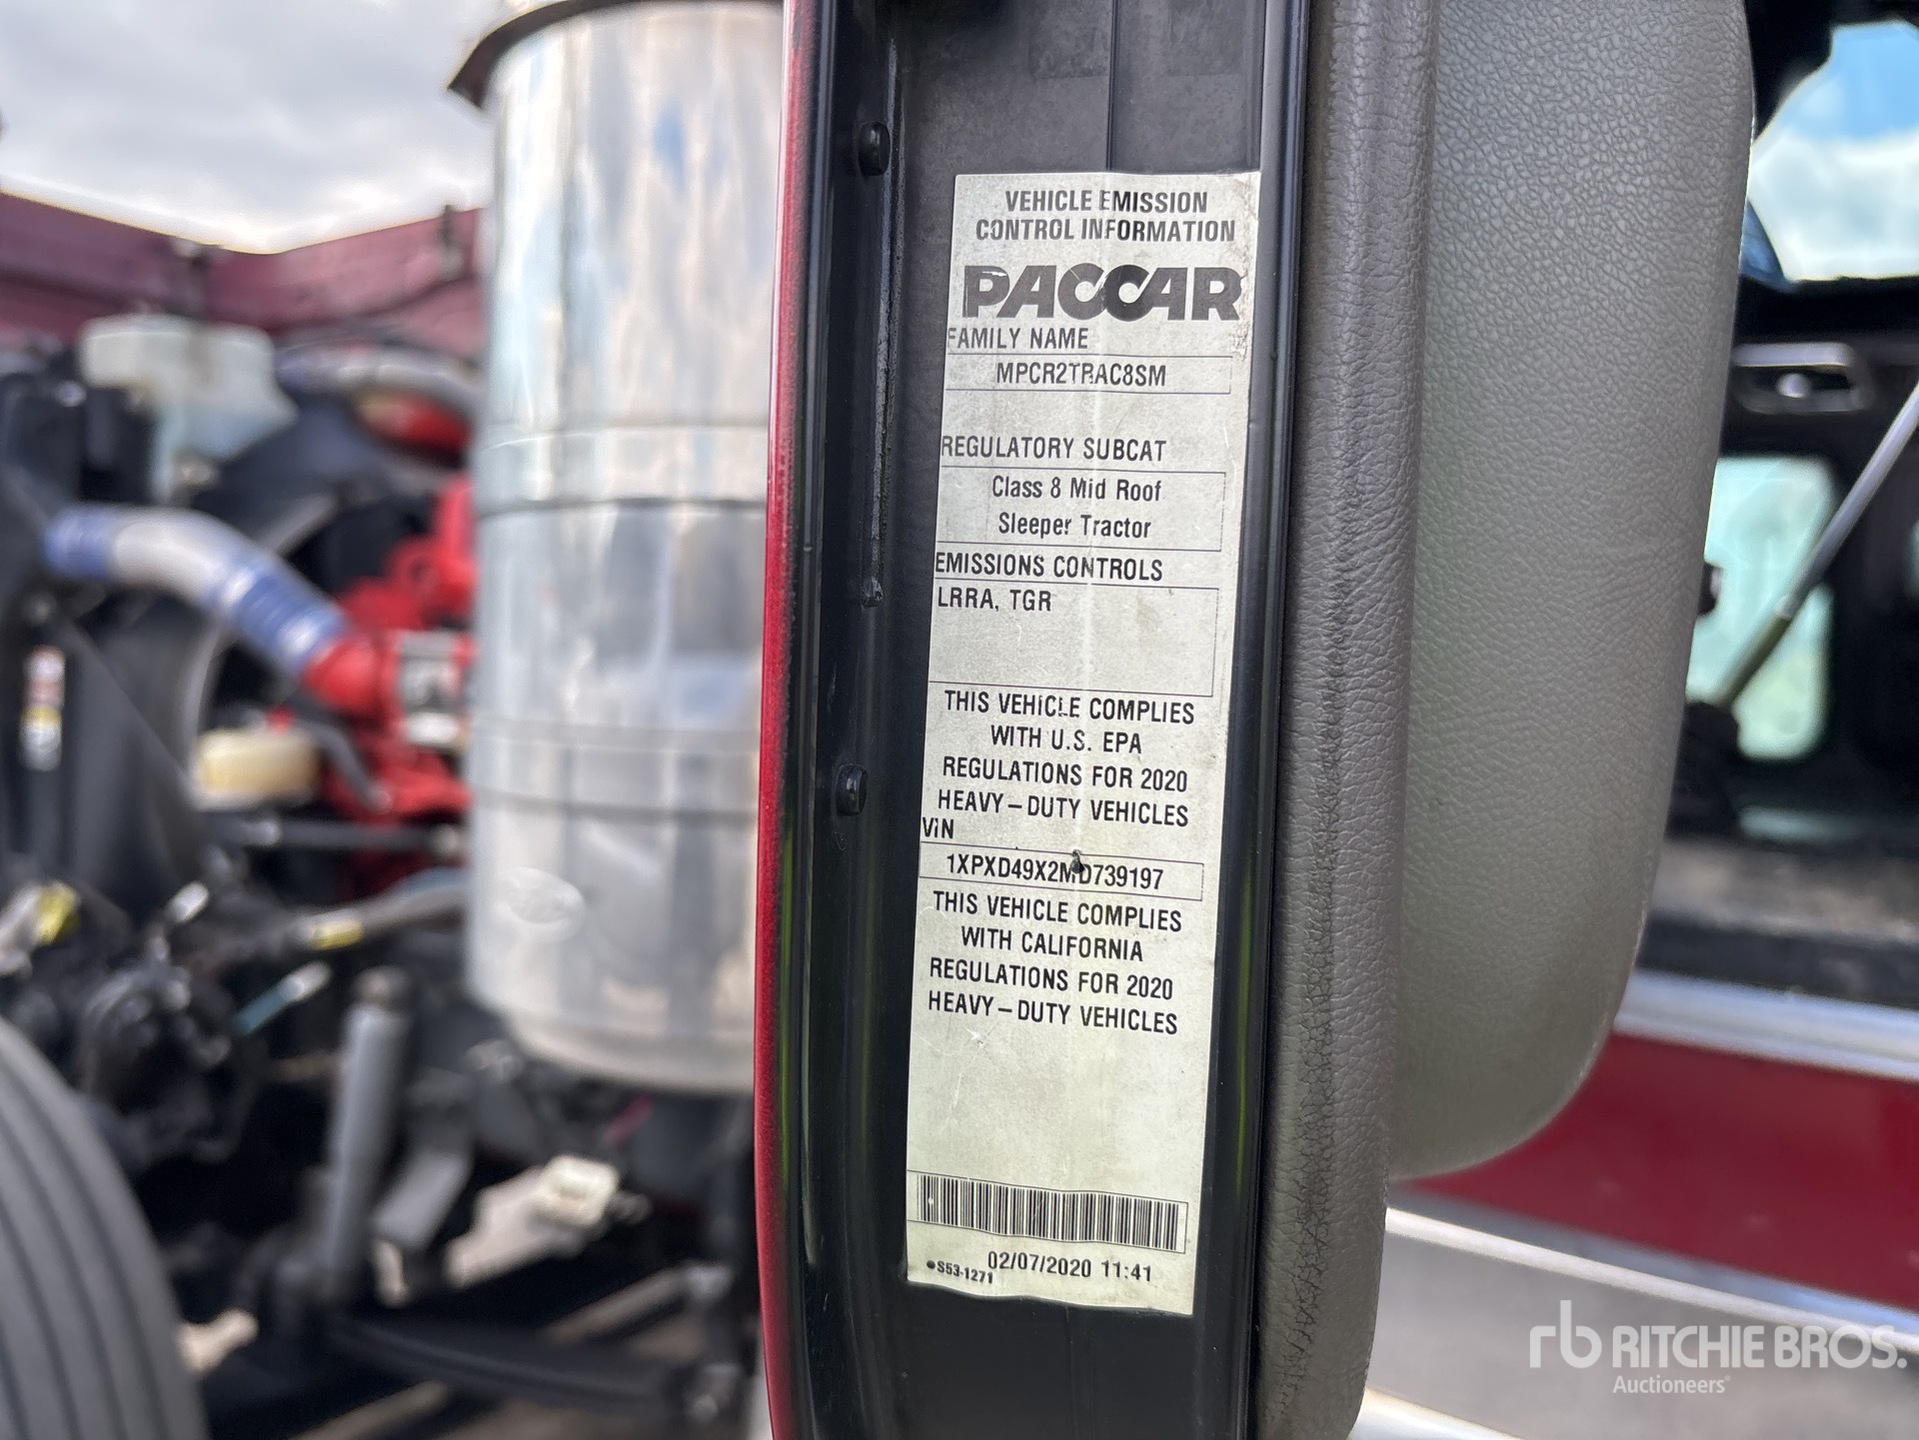 VEHICLE EMISSION
CONTROL INFORMATION
PACCAR
FAMILY NAME
MPCR2TRAC8SM
REGULATORY SUBCAT
Class 8 Mid Roof
Sleeper Tractor
EMISSIONS CONTROLS
LRRA, TGR
THIS VEHICLE COMPLIES
WITH U.S. EPA
REGULATIONS FOR 2020
HEAVY-DUTY VEHICLES
VIN
1XPXD49X2MD739197
THIS VEHICLE COMPLIES
WITH CALIFORNIA
REGULATIONS FOR 2020
HEAVY-DUTY VEHICLES
02/07/2020 11:41
S53-1271
rb RITCHIE BROS.
Auctioneers